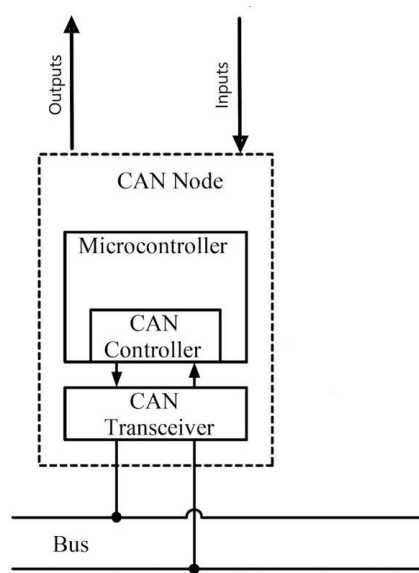 Outputs
Inputs
CAN Node
Microcontroller
CAN
Controller
CAN
Transceiver
Bus